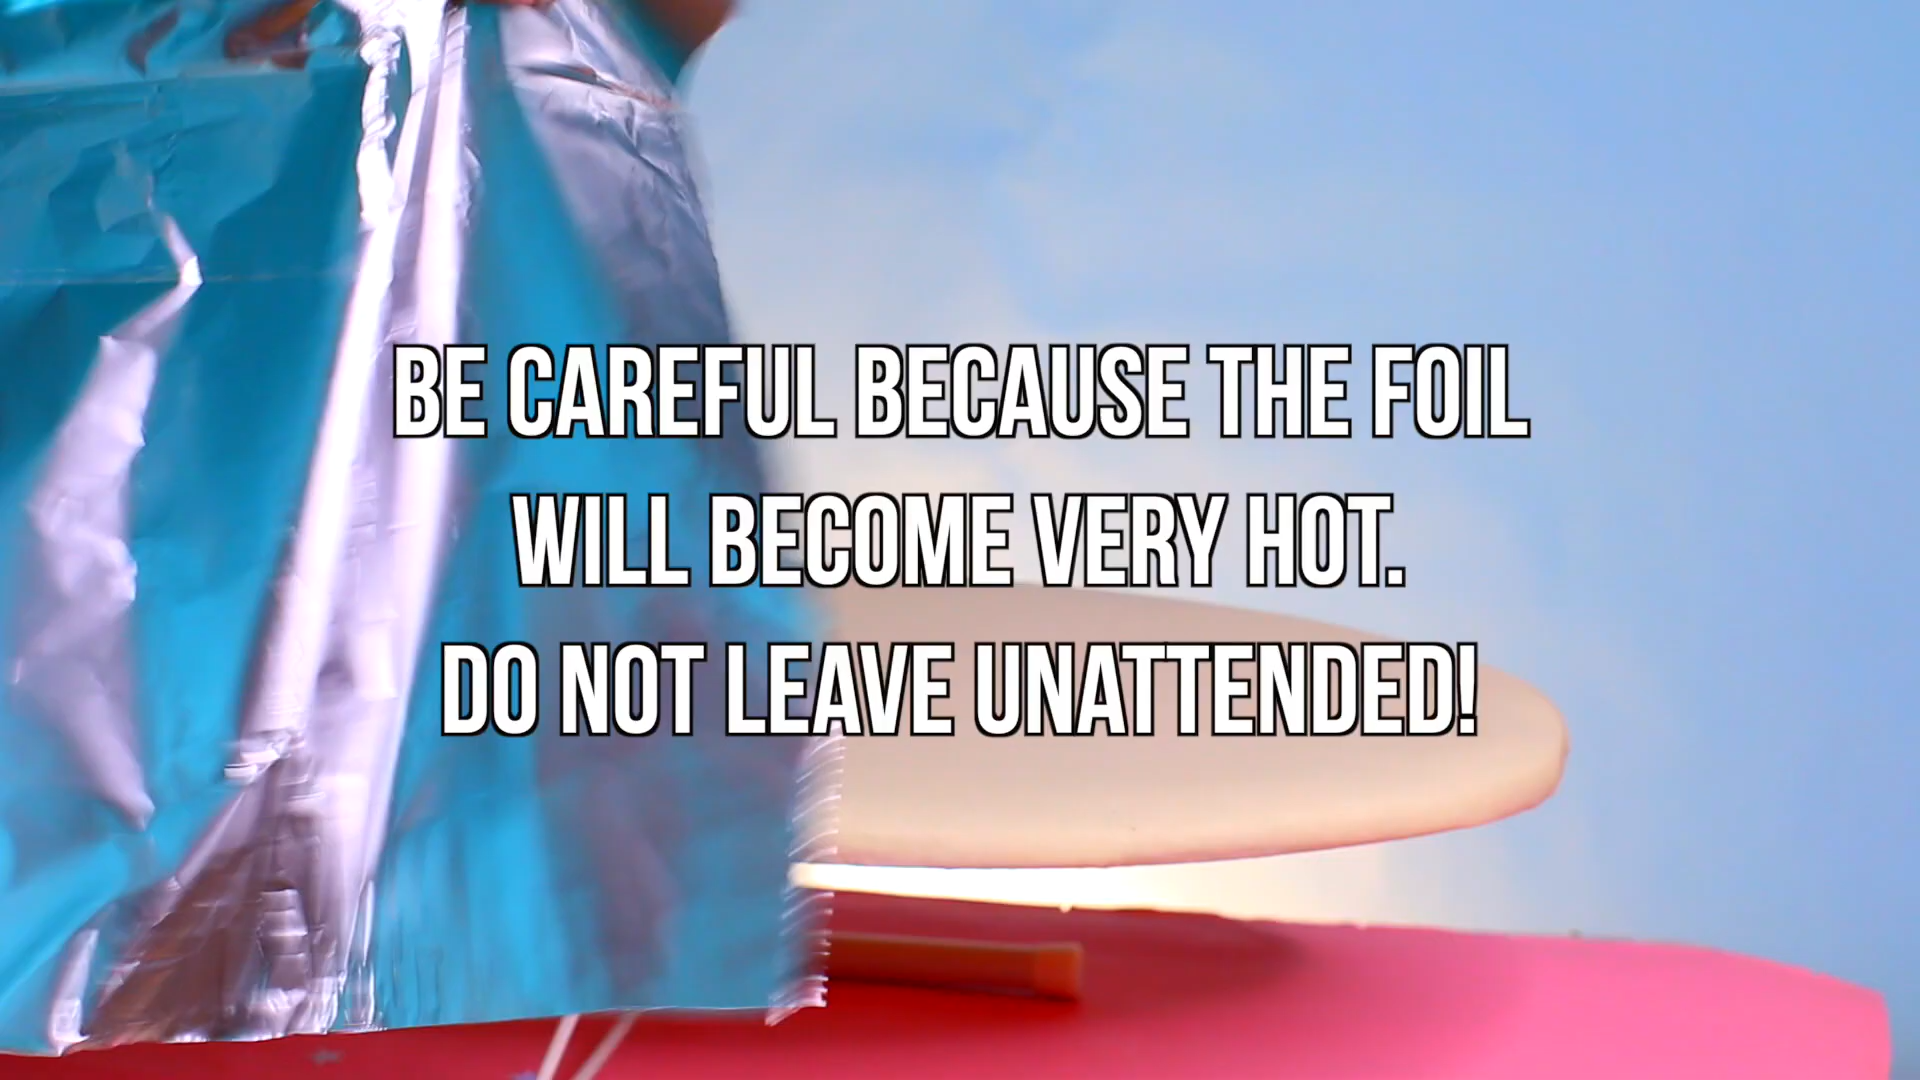 BE CAREFUL BECAUSE THE FOIL
WILL BECOME VERY HOT.
DO NOT LEAVE UNATTENDED!